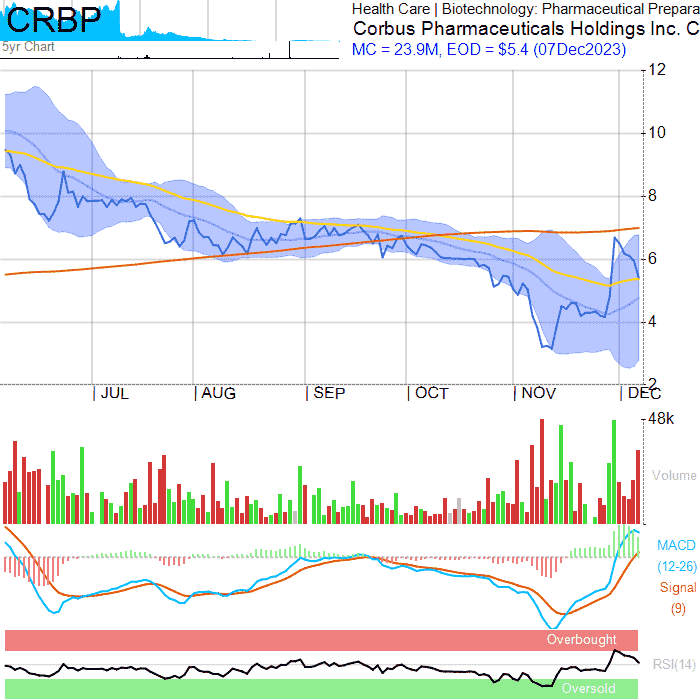 CRBP
5yr Chart
Health Care | Biotechnology: Pharmaceutical Prepara
Corbus Pharmaceuticals Holdings Inc. C
MC = 23.9M, EOD = $5.4 (07Dec2023)
12
10
8
6
4
2
JUL
AUG
SEP
OCT
NOV
DEC
48k
Volume
MACD
(12-26)
Signal
(9)
Overbought
RSI(14)
Oversold